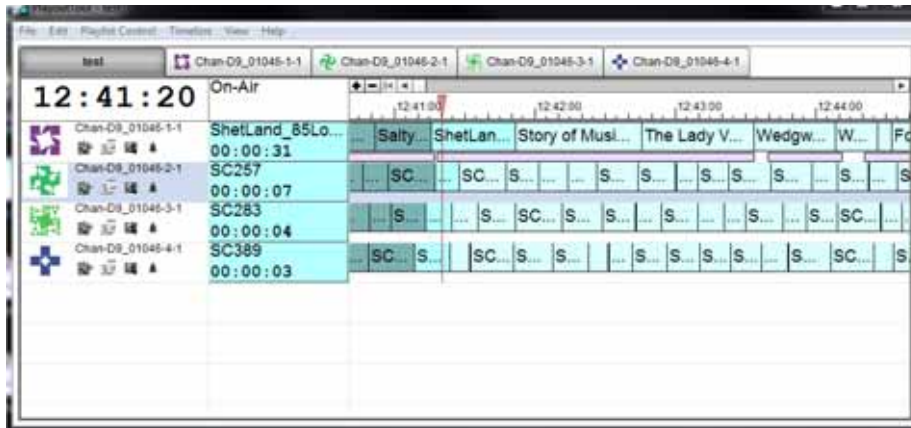 File Edit Playlist Control Timeline View Help
test Chan-D9_01046-1-1 Chan-D9_01046-2-1 Chan-D9_01046-3-1 Chan-D9_01046-4-1
12:41:20 On-Air
12:41:00 12:42:00 12:43:00 12:44:00
Chan-D9_01046-1-1 ShetLand_85Lo... ... Salty ShetLan... Story of Musi... The Lady V... Wedgw... W... Fo
00:00:31
Chan-D9_01046-2-1 SC257 ... SC... ... SC... S... ... ... S... S... ... S... S... S... ... S... S
00:00:07
Chan-D9_01046-3-1 SC283 ... S... ... ... S... SC... S... S... ... S... ... S... ... S... SC... ...
00:00:04
Chan-D9_01046-4-1 SC389 ... SC... S... SC... S... S... ... S... S... S... S... ... S... SC... S
00:00:03